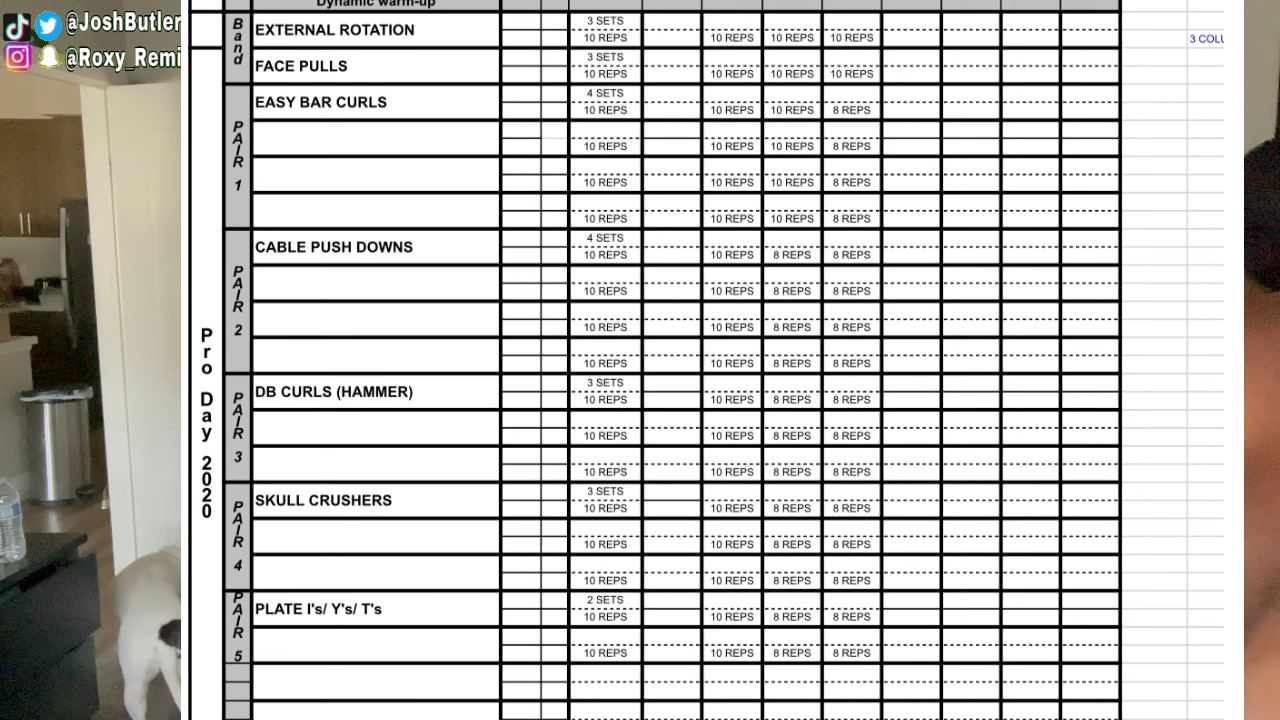 @JoshButler
@Roxy_Remi
Dynamic warm-up
Pro Day 2020
Band
EXTERNAL ROTATION
3 SETS
10 REPS 10 REPS 10 REPS 10 REPS
3 COLU
FACE PULLS
3 SETS
10 REPS 10 REPS 10 REPS 10 REPS
PAIR 1
EASY BAR CURLS
4 SETS
10 REPS 10 REPS 10 REPS 8 REPS
10 REPS 10 REPS 10 REPS 8 REPS
10 REPS 10 REPS 10 REPS 8 REPS
10 REPS 10 REPS 10 REPS 8 REPS
PAIR 2
CABLE PUSH DOWNS
4 SETS
10 REPS 10 REPS 8 REPS 8 REPS
10 REPS 10 REPS 8 REPS 8 REPS
10 REPS 10 REPS 8 REPS 8 REPS
10 REPS 10 REPS 8 REPS 8 REPS
PAIR 3
DB CURLS (HAMMER)
3 SETS
10 REPS 10 REPS 8 REPS 8 REPS
10 REPS 10 REPS 8 REPS 8 REPS
10 REPS 10 REPS 8 REPS 8 REPS
PAIR 4
SKULL CRUSHERS
3 SETS
10 REPS 10 REPS 8 REPS 8 REPS
10 REPS 10 REPS 8 REPS 8 REPS
10 REPS 10 REPS 8 REPS 8 REPS
PAIR 5
PLATE I's/ Y's/ T's
2 SETS
10 REPS 10 REPS 8 REPS 8 REPS
10 REPS 10 REPS 8 REPS 8 REPS